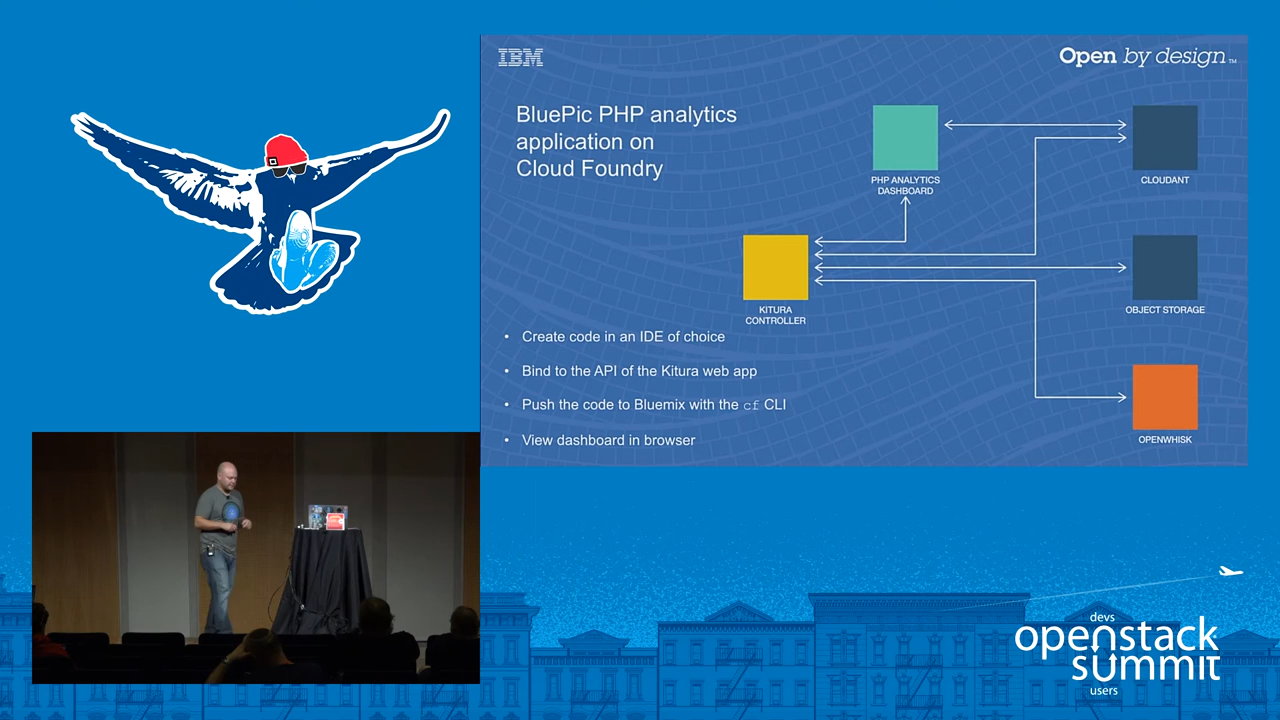 IBM
Open by design™
BluePic PHP analytics
application on
Cloud Foundry
PHP ANALYTICS
DASHBOARD
CLOUDANT
KITURA
CONTROLLER
OBJECT STORAGE
OPENWHISK
• Create code in an IDE of choice
• Bind to the API of the Kitura web app
• Push the code to Bluemix with the cf CLI
• View dashboard in browser
devs
openstack
summit
users